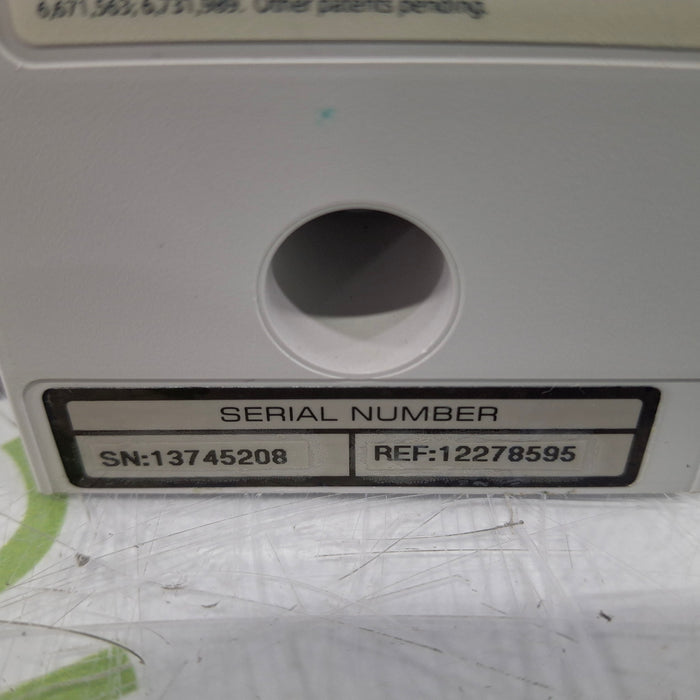 6,671,563; 6,731,989. Other patents pending.
SERIAL NUMBER
SN:13745208
REF:12278595